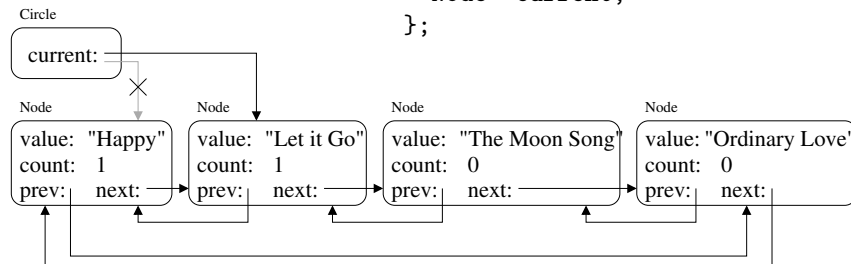 Circle
};
current:
Node Node Node Node
value: "Happy" value: "Let it Go" value: "The Moon Song" value: "Ordinary Love"
count: 1 count: 1 count: 0 count: 0
prev: next: prev: next: prev: next: prev: next: